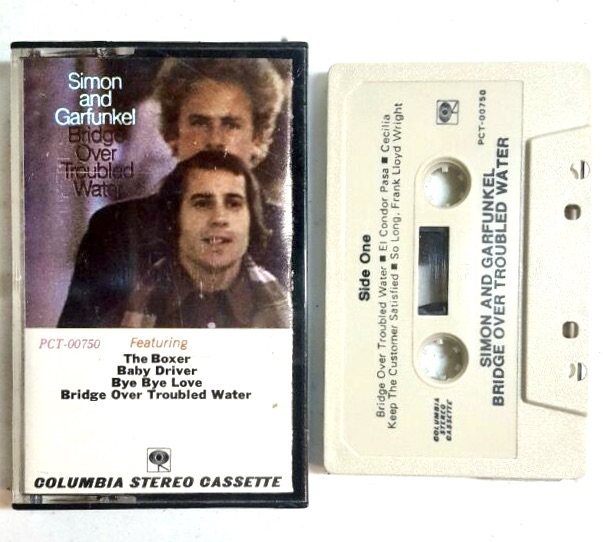 Simon
and
Garfunkel
Bridge
Over
Troubled
Water
PCT-00750 Featuring
The Boxer
Baby Driver
Bye Bye Love
Bridge Over Troubled Water
COLUMBIA STEREO CASSETTE
Side One
Bridge Over Troubled Water ■ El Condor Pasa ■ Cecilia
Keep The Customer Satisfied ■ So Long, Frank Lloyd Wright
COLUMBIA
STEREO
CASSETTE
PCT-00750
SIMON AND GARFUNKEL
BRIDGE OVER TROUBLED WATER